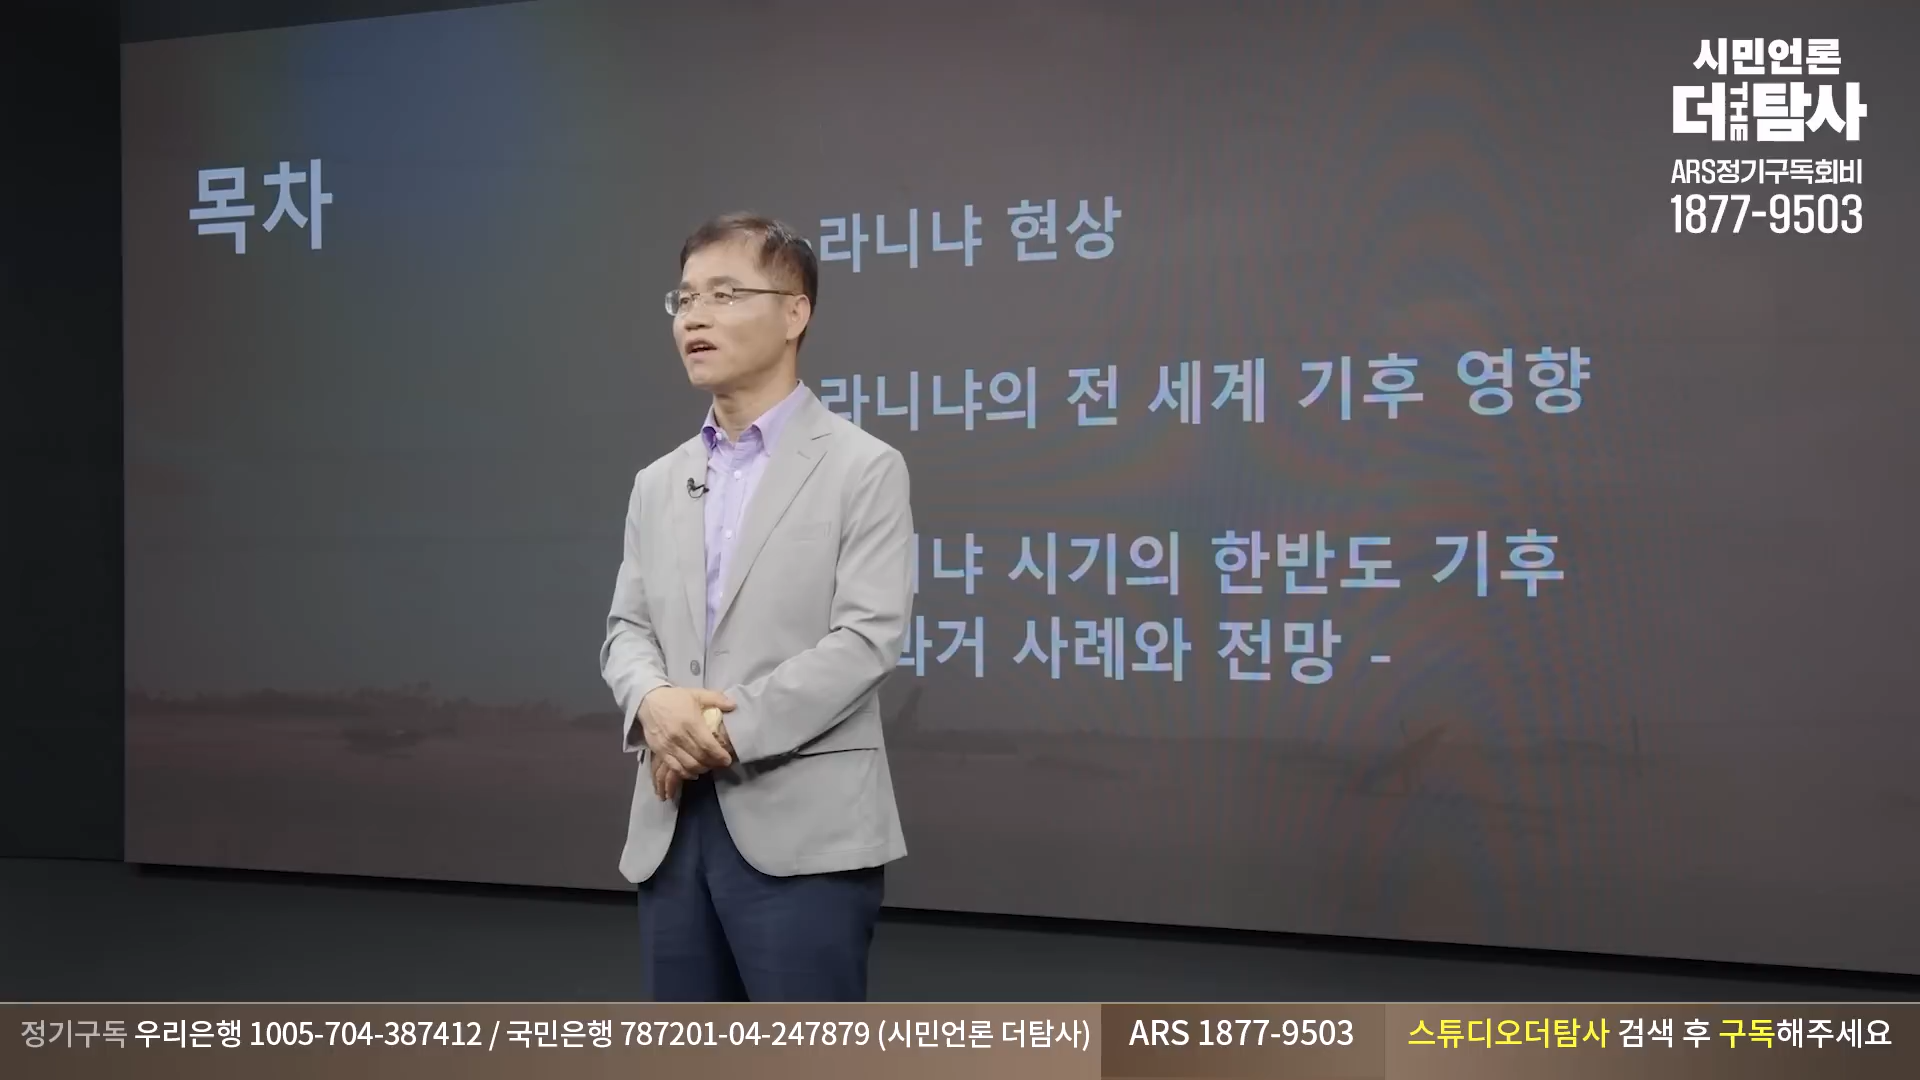 시민언론
더탐사
THE
ARS정기구독회비
1877-9503
목차
라니냐 현상
라니냐의 전 세계 기후 영향
냐 시기의 한반도 기후
과거 사례와 전망 -
정기구독 우리은행 1005-704-387412 / 국민은행 787201-04-247879 (시민언론 더탐사)
ARS 1877-9503
스튜디오더탐사 검색 후 구독해주세요